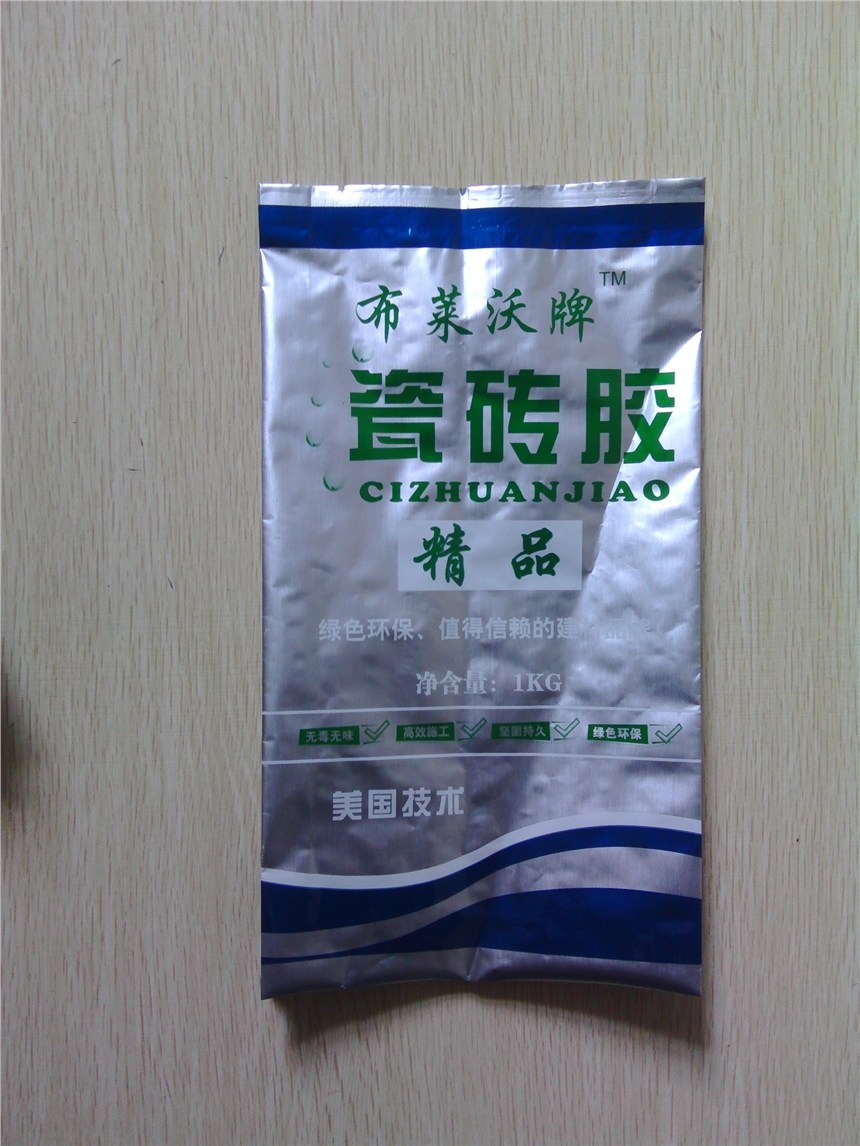 布莱沃牌 TM
瓷砖胶
CIZHUANJIAO
精 品
绿色环保、值得信赖的建
净含量：1KG
无毒无味 高效施工 坚固持久 绿色环保
美国技术